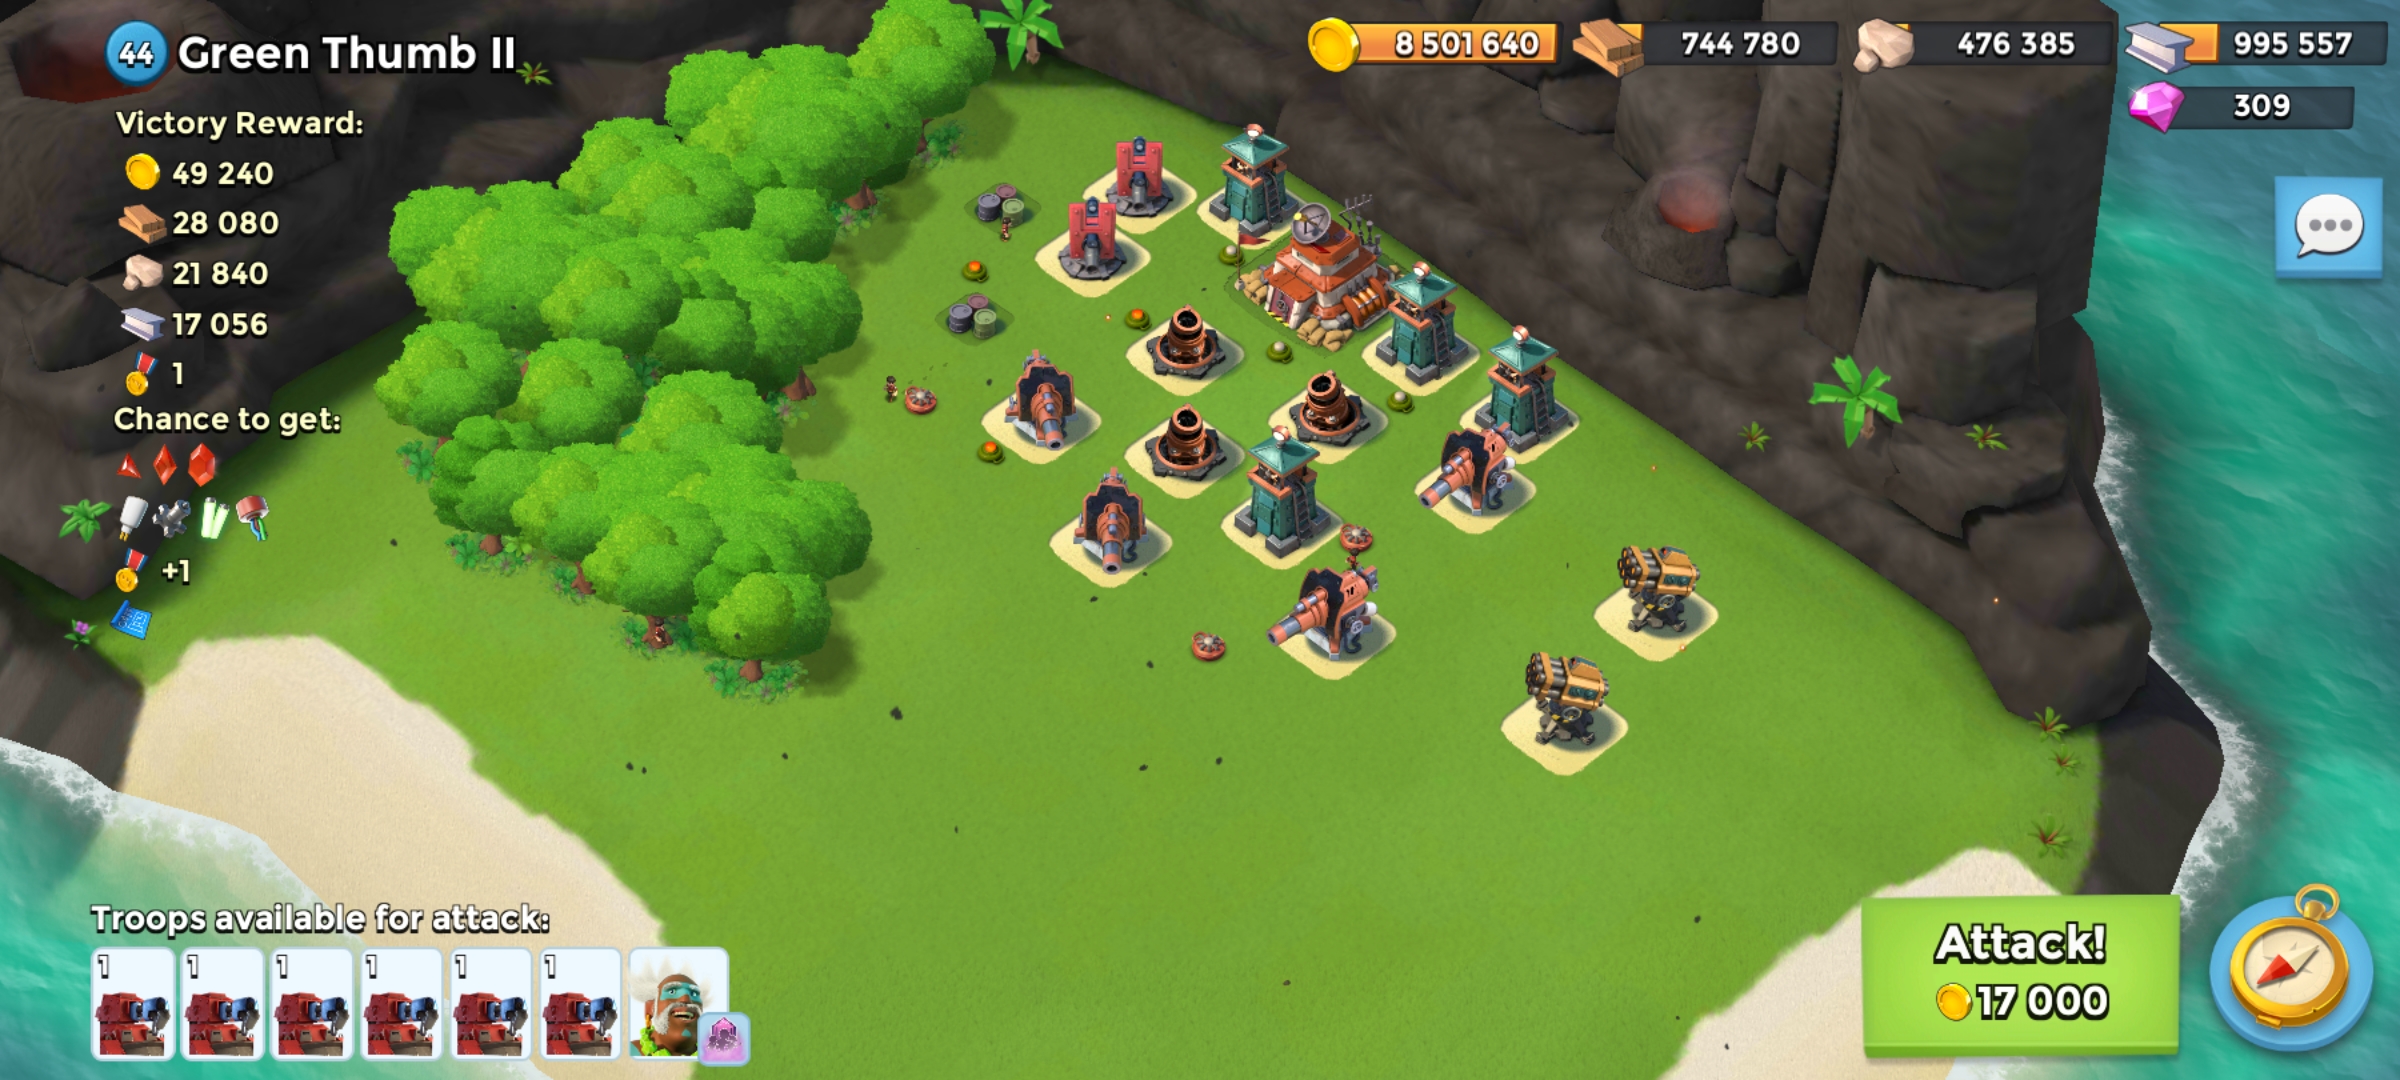 44 Green Thumb II
8 501 640
744 780
476 385
995 557
309
Victory Reward:
49 240
28 080
21 840
17 056
1
Chance to get:
+1
Troops available for attack:
1 1 1 1 1 1
Attack!
17 000